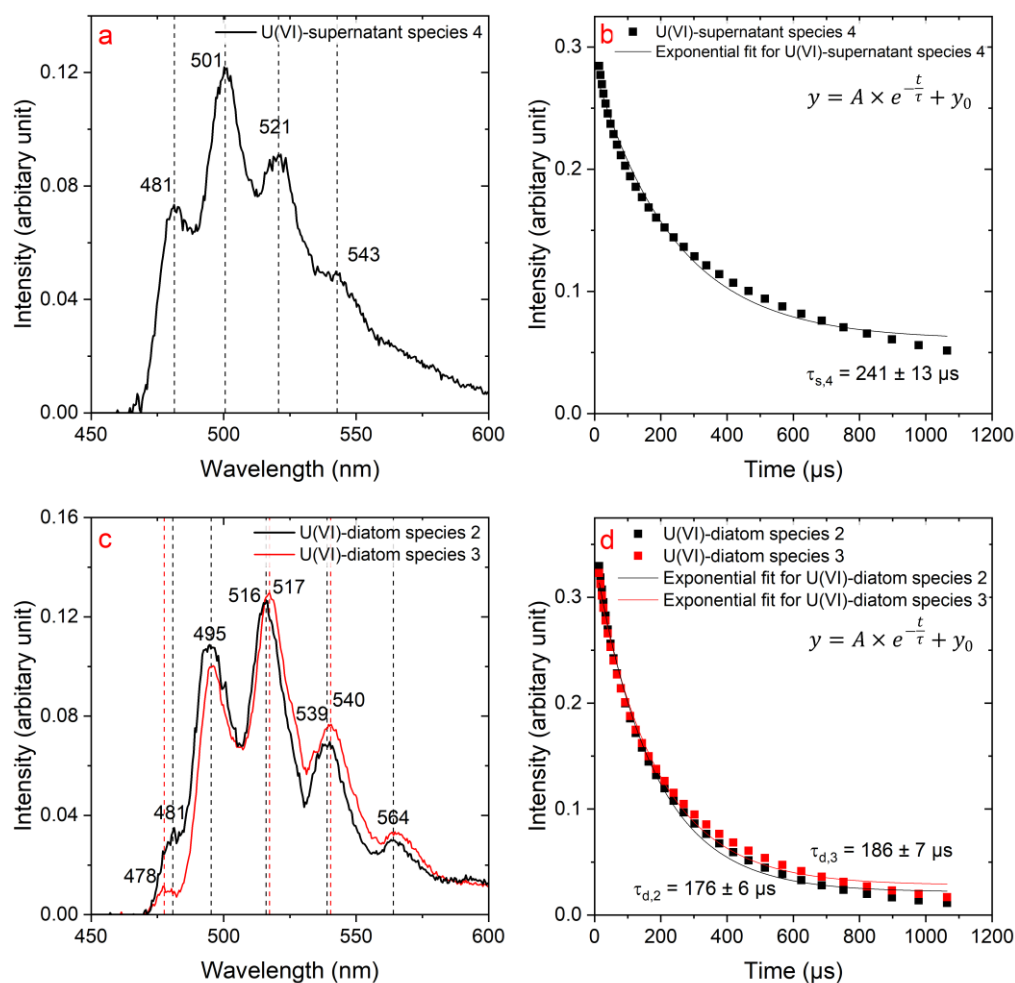 a
U(VI)-supernatant species 4
481
501
521
543
0.12
0.08
0.04
0.00
450
500
550
600
Intensity (arbitary unit)
Wavelength (nm)
b
U(VI)-supernatant species 4
Exponential fit for U(VI)-supernatant species 4
y = A × e^{-t/τ} + y₀
τs,4 = 241 ± 13 µs
0.3
0.2
0.1
0.0
0
200
400
600
800
1000
1200
Intensity (arbitary unit)
Time (µs)
c
U(VI)-diatom species 2
U(VI)-diatom species 3
478
481
495
516
517
539
540
564
0.16
0.12
0.08
0.04
0.00
450
500
550
600
Intensity (arbitary unit)
Wavelength (nm)
d
U(VI)-diatom species 2
U(VI)-diatom species 3
Exponential fit for U(VI)-diatom species 2
Exponential fit for U(VI)-diatom species 3
y = A × e^{-t/τ} + y₀
τd,3 = 186 ± 7 µs
τd,2 = 176 ± 6 µs
0.3
0.2
0.1
0.0
0
200
400
600
800
1000
1200
Intensity (arbitary unit)
Time (µs)